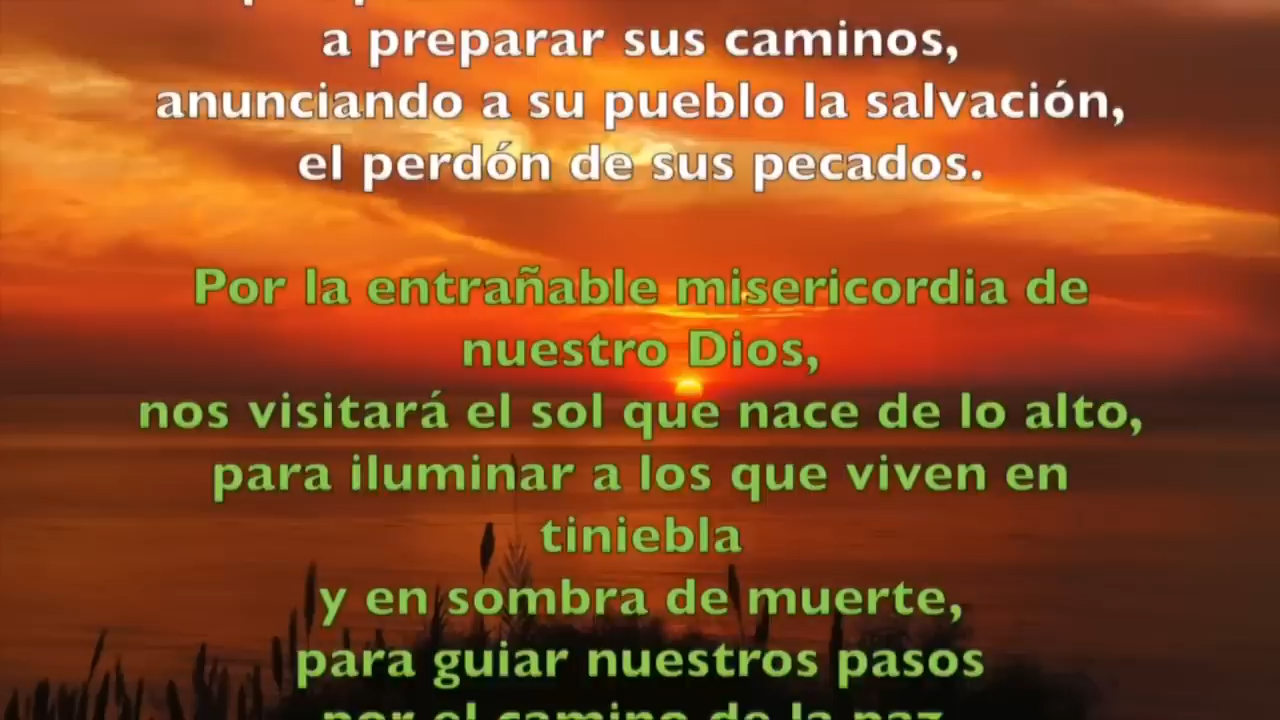 a preparar sus caminos,
anunciando a su pueblo la salvación,
el perdón de sus pecados.
Por la entrañable misericordia de
nuestro Dios,
nos visitará el sol que nace de lo alto,
para iluminar a los que viven en
tiniebla
y en sombra de muerte,
para guiar nuestros pasos
por el camino de la paz.